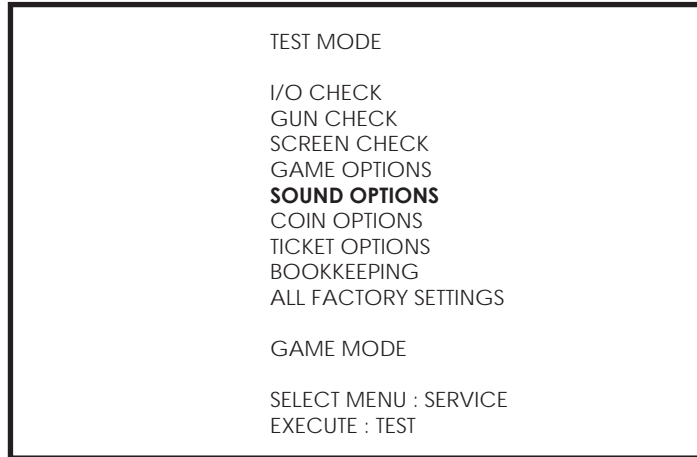 TEST MODE
I/O CHECK
GUN CHECK
SCREEN CHECK
GAME OPTIONS
SOUND OPTIONS
COIN OPTIONS
TICKET OPTIONS
BOOKKEEPING
ALL FACTORY SETTINGS
GAME MODE
SELECT MENU : SERVICE
EXECUTE : TEST